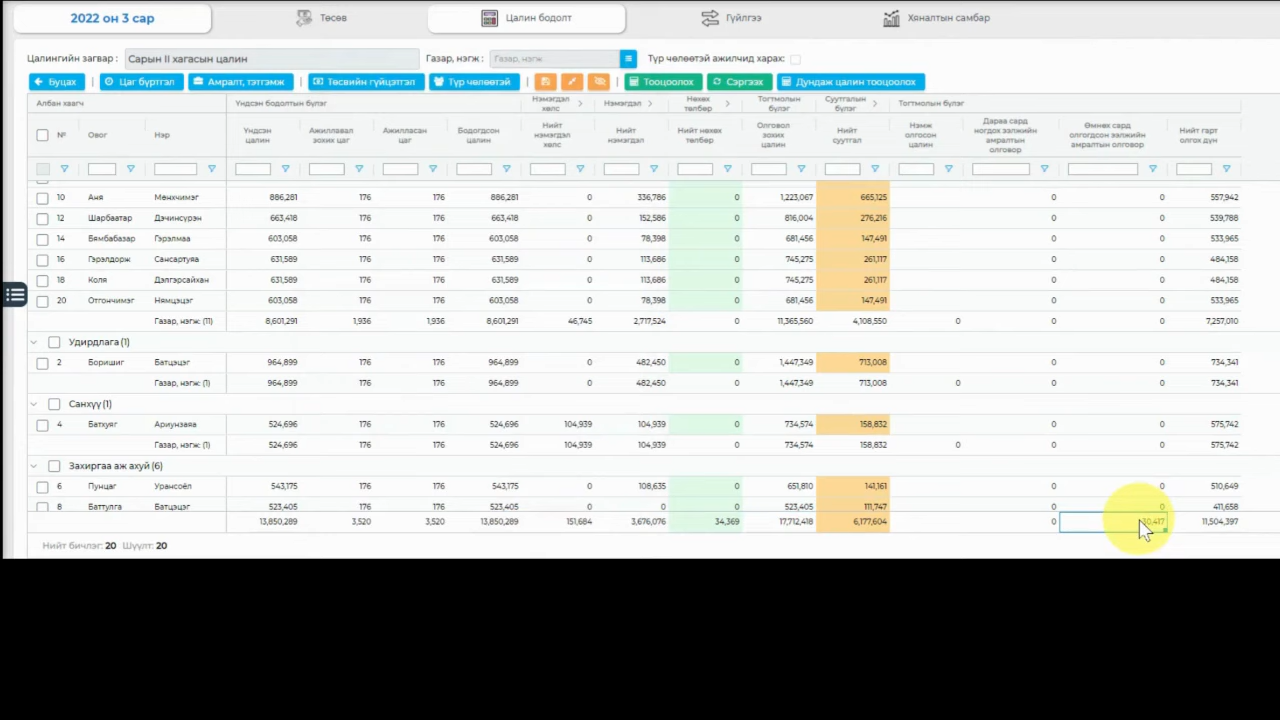 2022 он 3 сар
Төсөв
Цалин бодолт
Гүйлгээ
Хяналтын самбар
Цалингийн загвар : Сарын II хагасын цалин Газар, нэгж : Газар, нэгж Түр чөлөөтэй ажилчид харах:
Буцах | Цаг бүртгэл Амралт, тэтгэмж | Төсвийн гүйцэтгэл Түр чөлөөтэй | | Тооцоолох Сэргээх Дундаж цалин тооцоолох
Албан хаагч Үндсэн бодолтын бүлэг Нэмэгдэл хөлс Нэмэгдэл Нөхөх төлбөр Тогтмолын бүлэг Суутгалын бүлэг Тогтмолын бүлэг
№ Овог Нэр Үндсэн цалин Ажиллавал зохих цаг Ажилласан цаг Бодогдсон цалин Нийт нэмэгдэл хөлс Нийт нэмэгдэл Нийт нөхөх төлбөр Олговол зохих цалин Нийт суутгал Нэмж олгосон цалин Дараа сард ногдох ээлжийн амралтын олговор Өмнөх сард олгогдсон ээлжийн амралтын олговор Нийт гарт олгох дүн
10 Аня Мөнхчимэг 886,281 176 176 886,281 0 336,786 0 1,223,067 665,125 0 0 557,942
12 Шарбаатар Дэчинсүрэн 663,418 176 176 663,418 0 152,586 0 816,004 276,216 0 0 539,788
14 Бямбабазар Гэрэлмаа 603,058 176 176 603,058 0 78,398 0 681,456 147,491 0 0 533,965
16 Гэрэлдорж Сансартуяа 631,589 176 176 631,589 0 113,686 0 745,275 261,117 0 0 484,158
18 Коля Дэлгэрсайхан 631,589 176 176 631,589 0 113,686 0 745,275 261,117 0 0 484,158
20 Отгончимэг Нямцэцэг 603,058 176 176 603,058 0 78,398 0 681,456 147,491 0 0 533,965
Газар, нэгж: (11) 8,601,291 1,936 1,936 8,601,291 46,745 2,717,524 0 11,365,560 4,108,550 0 0 0 7,257,010
Удирдлага (1)
2 Боришиг Батцэцэг 964,899 176 176 964,899 0 482,450 0 1,447,349 713,008 0 0 734,341
Газар, нэгж: (1) 964,899 176 176 964,899 0 482,450 0 1,447,349 713,008 0 0 0 734,341
Санхүү (1)
4 Батхуяг Ариунзаяа 524,696 176 176 524,696 104,939 104,939 0 734,574 158,832 0 0 575,742
Газар, нэгж: (1) 524,696 176 176 524,696 104,939 104,939 0 734,574 158,832 0 0 0 575,742
Захиргаа аж ахуй (6)
6 Пунцаг Урансоёл 543,175 176 176 543,175 0 108,635 0 651,810 141,161 0 0 510,649
8 Баттулга Батцэцэг 523,405 176 176 523,405 0 0 0 523,405 111,747 0 0 411,658
13,850,289 3,520 3,520 13,850,289 151,684 3,676,076 34,369 17,712,418 6,177,604 0 30,417 11,504,397
Нийт бичлэг: 20 Шүүлт: 20